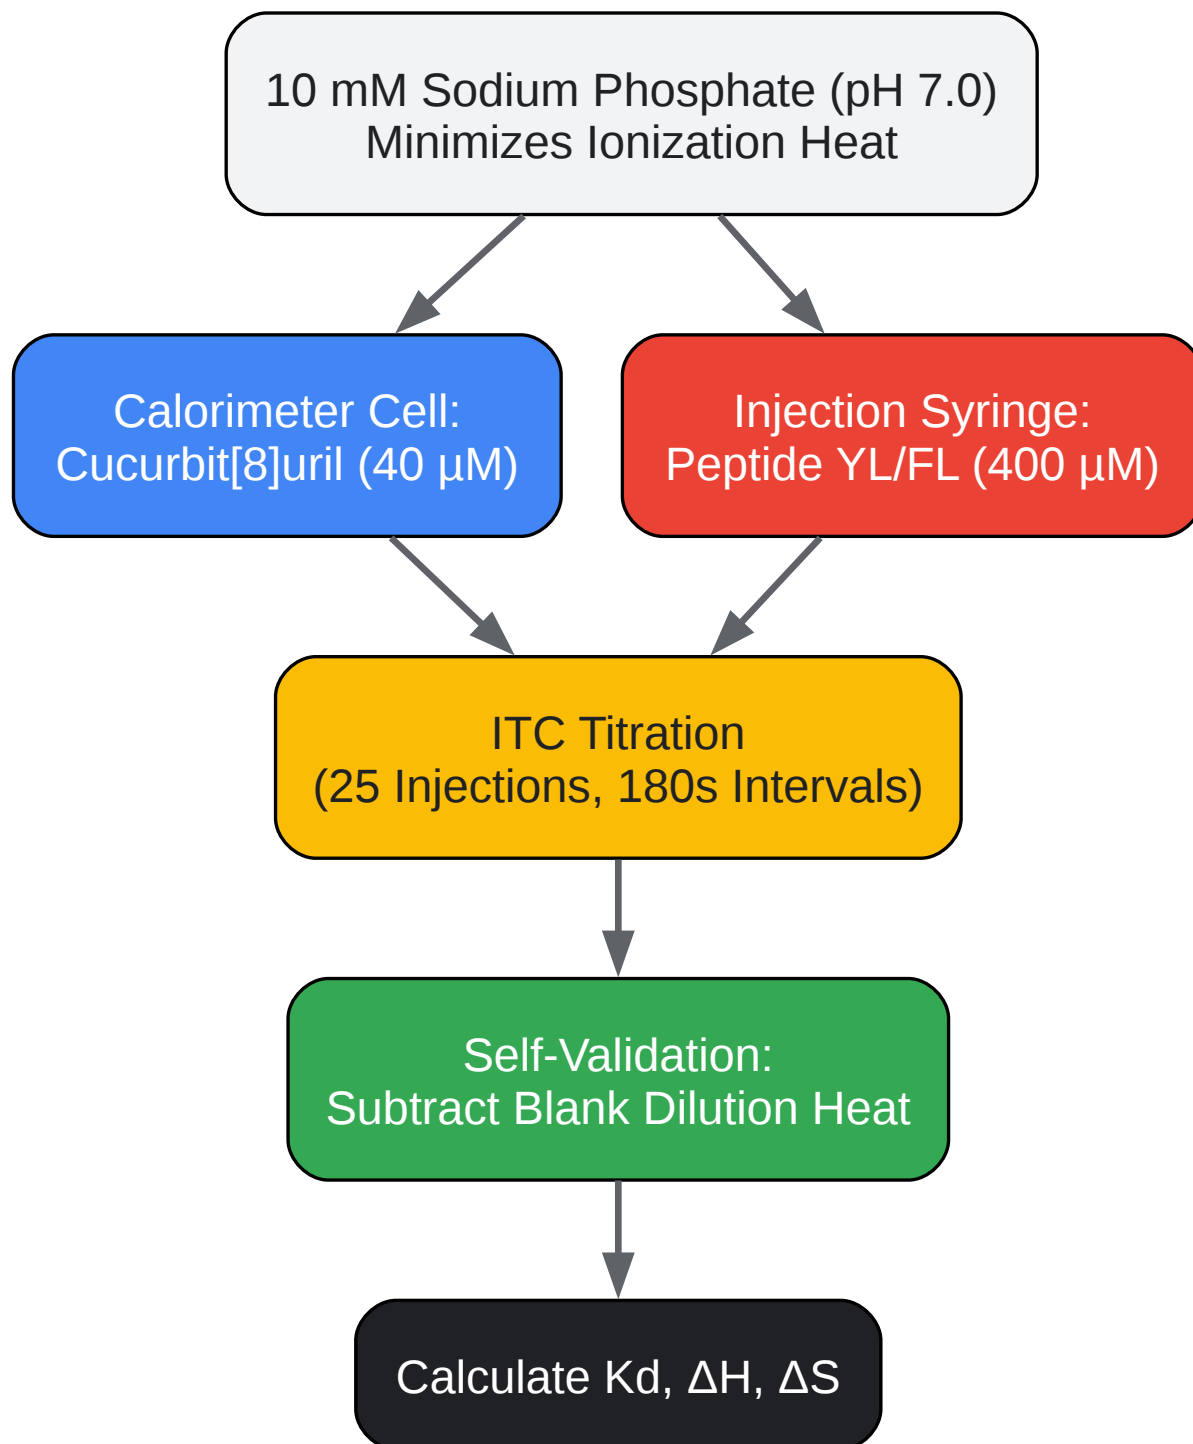 10 mM Sodium Phosphate (pH 7.0)
Minimizes Ionization Heat
Calorimeter Cell:
Cucurbit[8]uril (40 µM)
Injection Syringe:
Peptide YL/FL (400 µM)
ITC Titration
(25 Injections, 180s Intervals)
Self-Validation:
Subtract Blank Dilution Heat
Calculate Kd, ΔH, ΔS